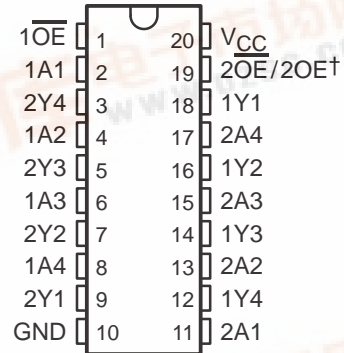 1OE 1 20 VCC
1A1 2 19 2OE/2OE†
2Y4 3 18 1Y1
1A2 4 17 2A4
2Y3 5 16 1Y2
1A3 6 15 2A3
2Y2 7 14 1Y3
1A4 8 13 2A2
2Y1 9 12 1Y4
GND 10 11 2A1